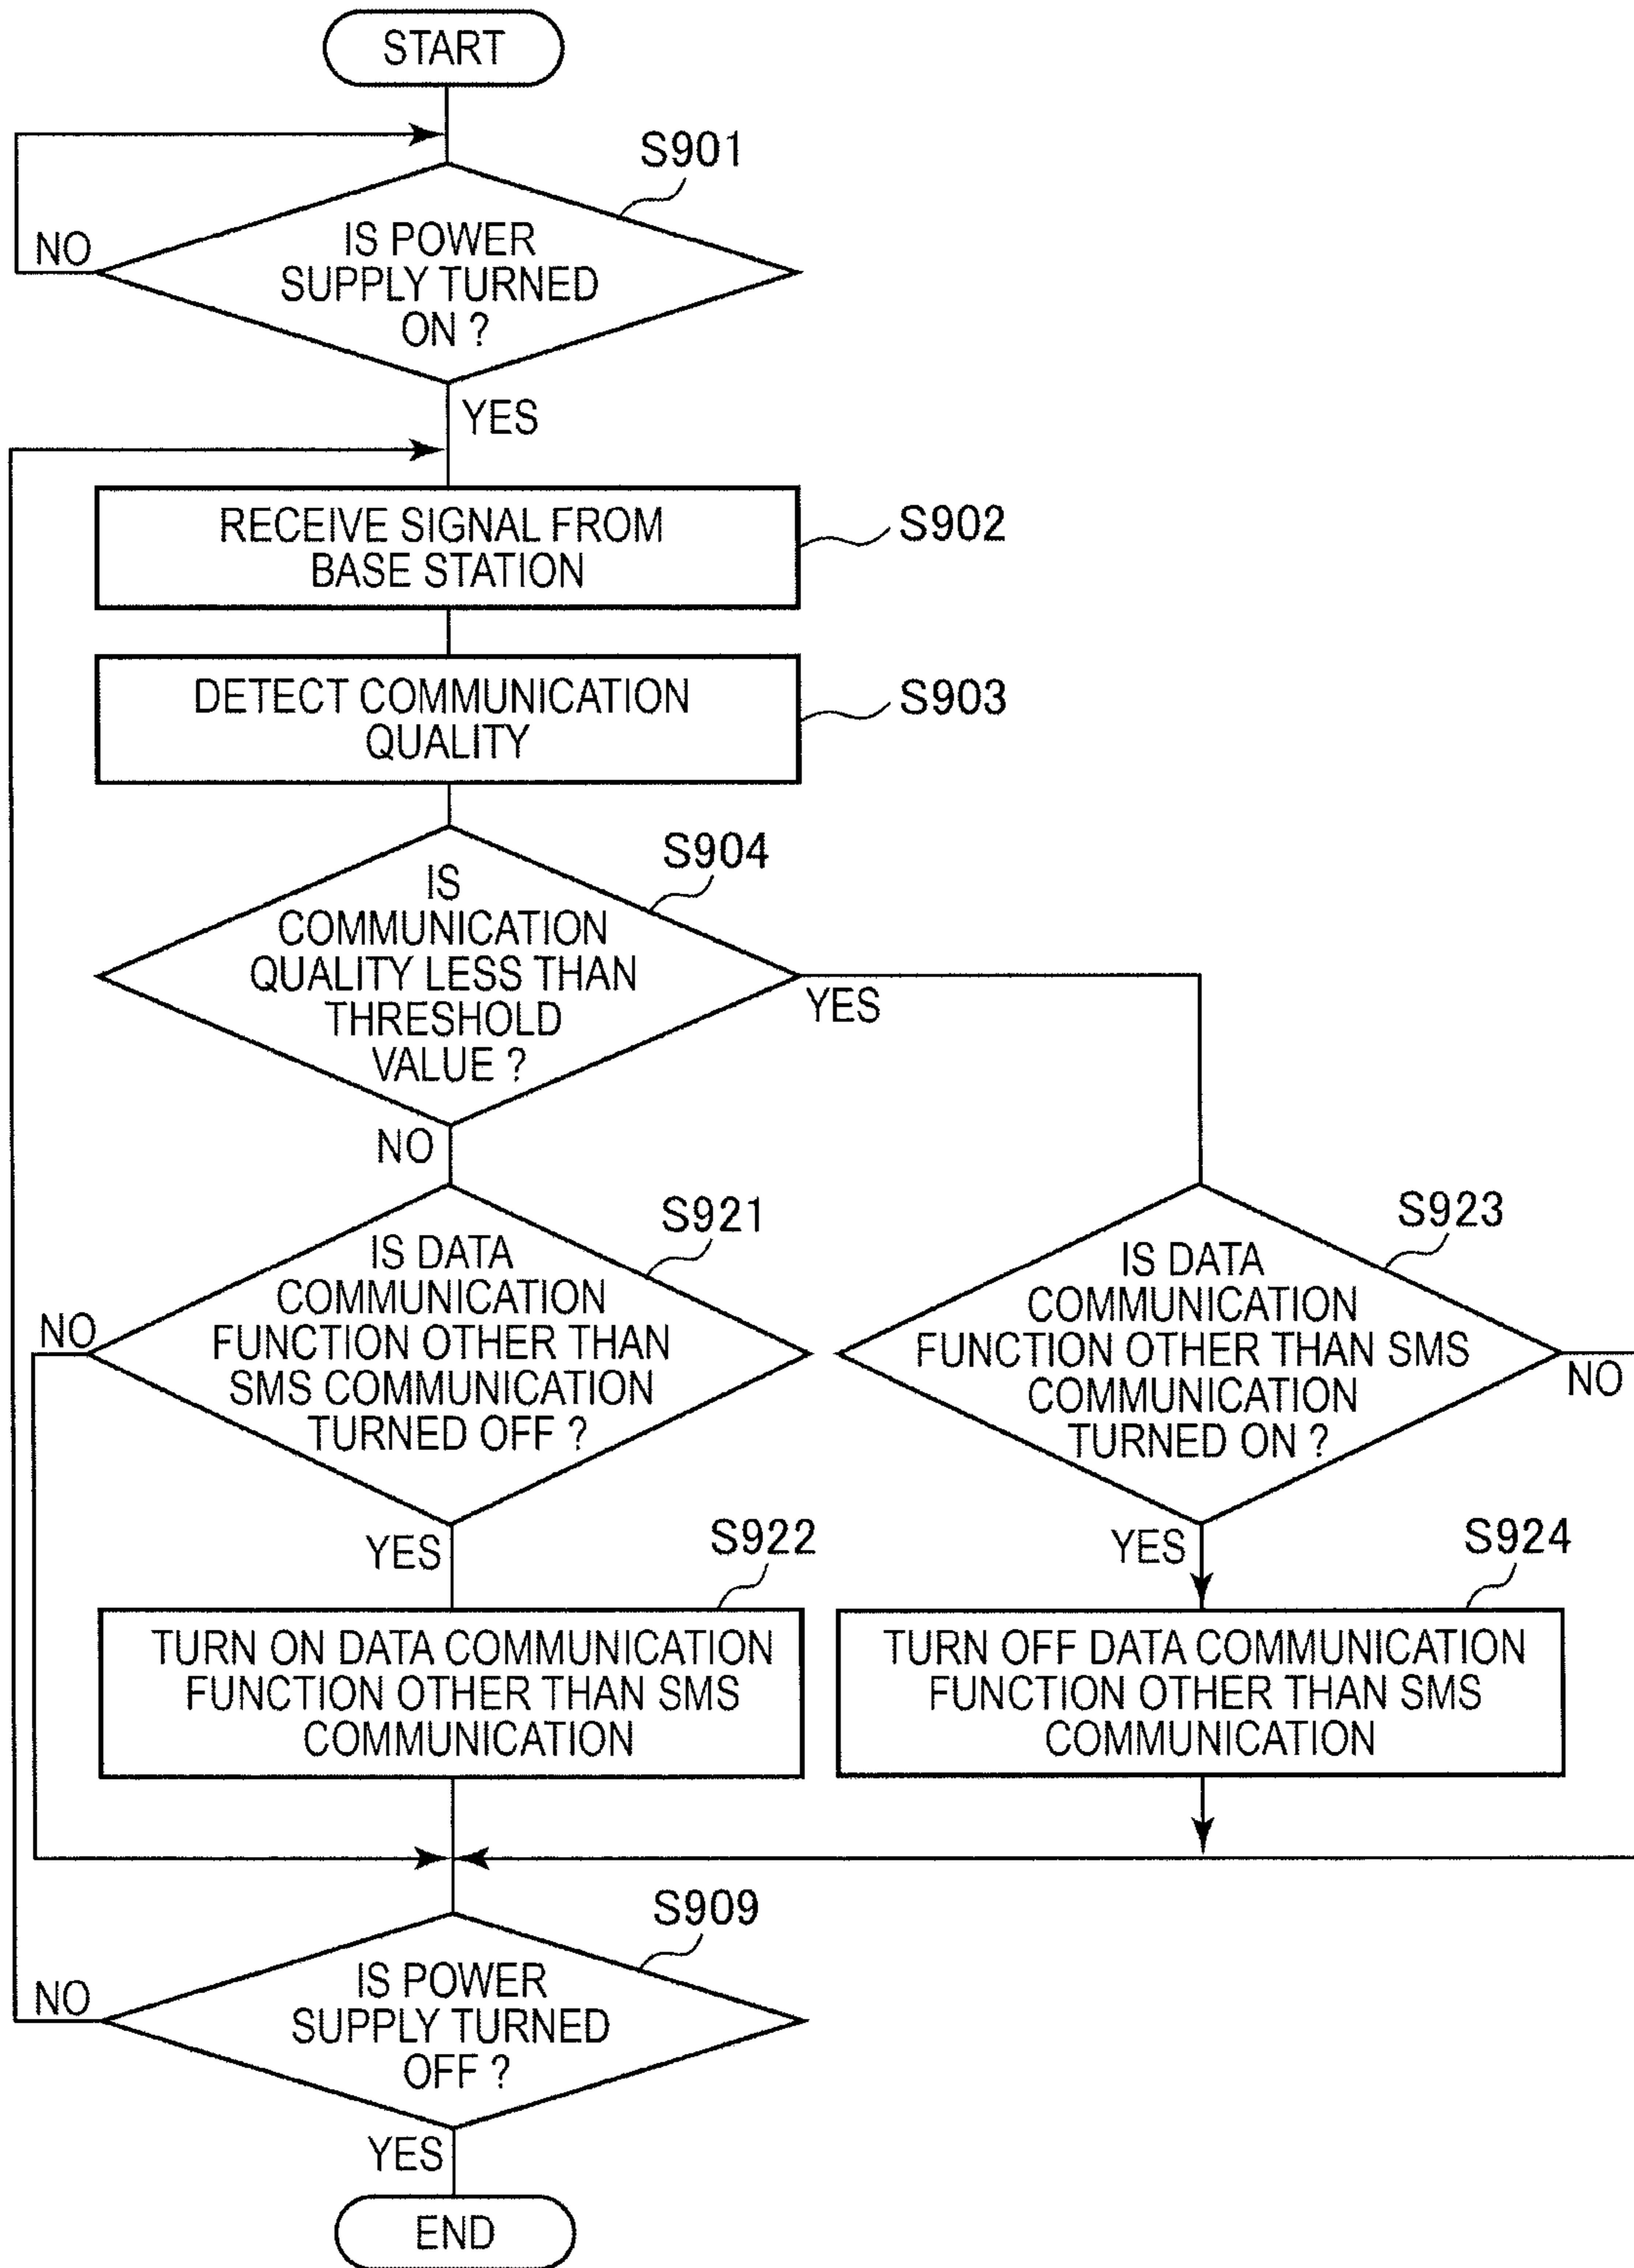 START
S901
NO
IS POWER
SUPPLY TURNED
ON ?
YES
RECEIVE SIGNAL FROM
BASE STATION
S902
DETECT COMMUNICATION
QUALITY
S903
S904
IS
COMMUNICATION
QUALITY LESS THAN
THRESHOLD
VALUE ?
YES
NO
S921
IS DATA
COMMUNICATION
FUNCTION OTHER THAN
SMS COMMUNICATION
TURNED OFF ?
NO
YES
S923
IS DATA
COMMUNICATION
FUNCTION OTHER THAN SMS
COMMUNICATION
TURNED ON ?
NO
YES
S922
TURN ON DATA COMMUNICATION
FUNCTION OTHER THAN SMS
COMMUNICATION
S924
TURN OFF DATA COMMUNICATION
FUNCTION OTHER THAN SMS
COMMUNICATION
S909
NO
IS POWER
SUPPLY TURNED
OFF ?
YES
END